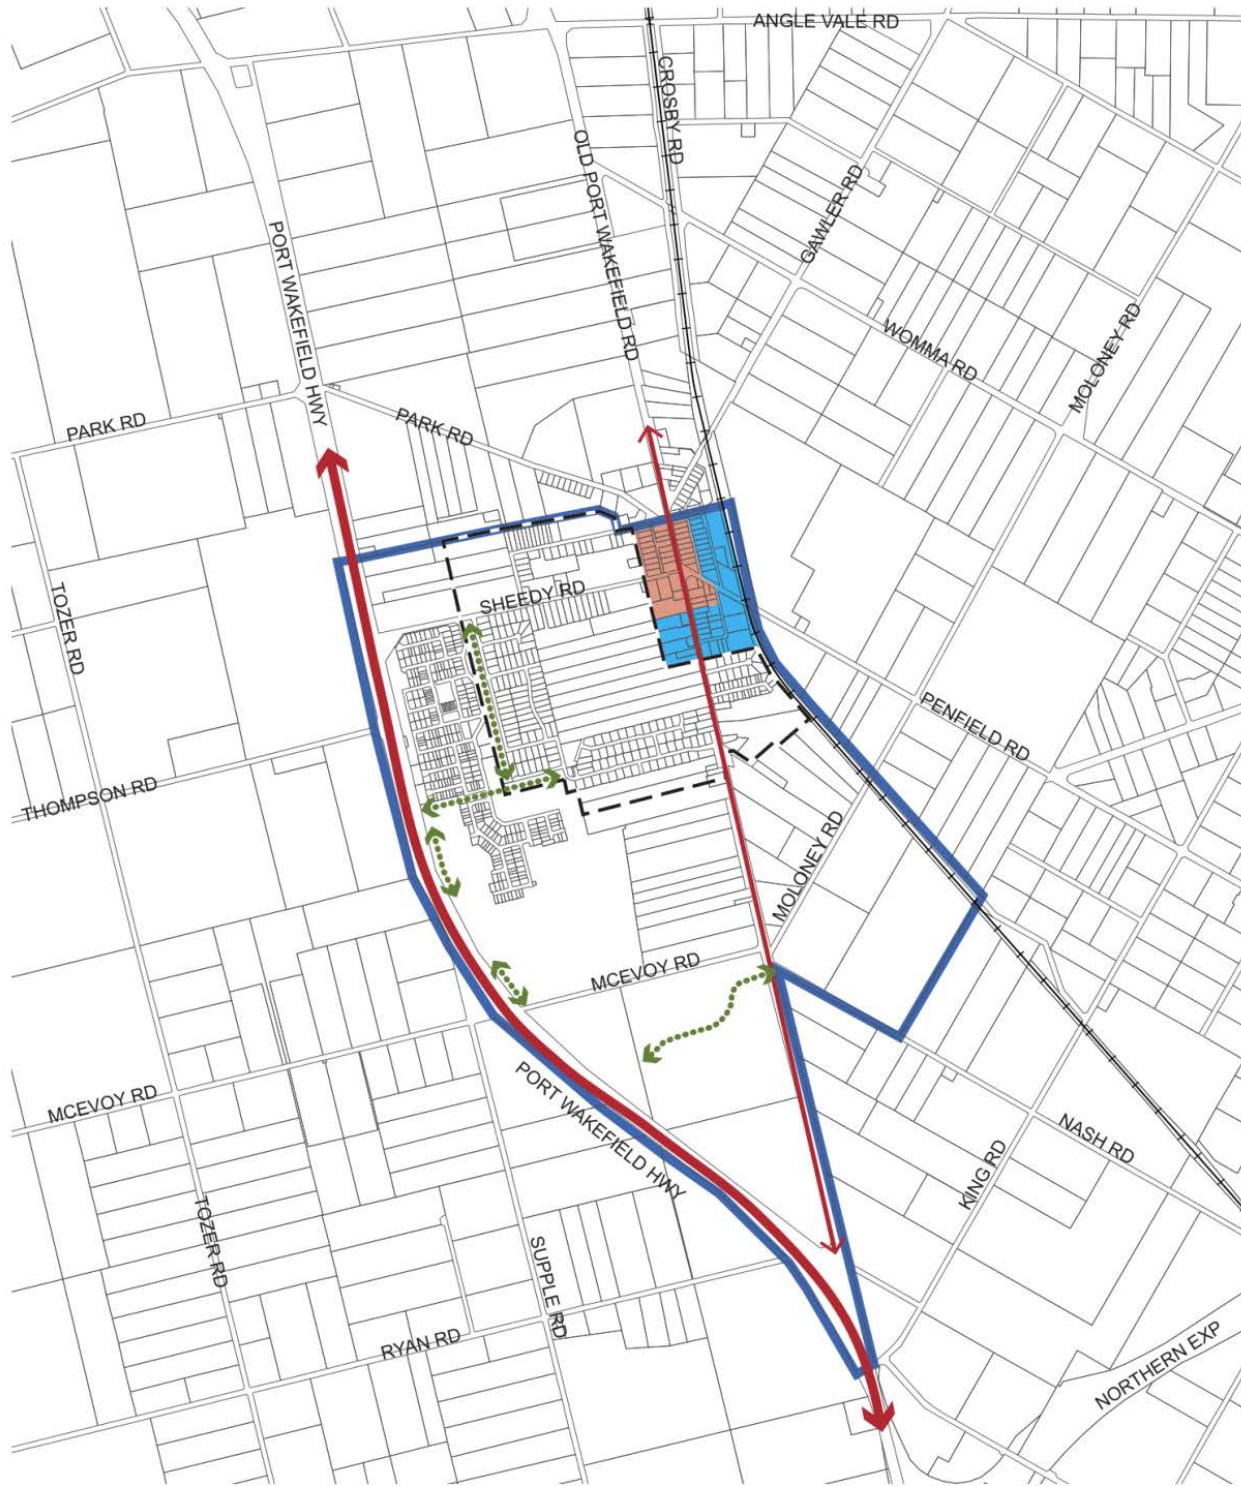 ANGLE VALE RD
CROSBY RD
OLD PORT WAKEFIELD RD
GAWLER RD
PORT WAKEFIELD HWY
WOMMA RD
MOLONEY RD
PARK RD
PARK RD
SHEEDY RD
TOZER RD
PENFIELD RD
THOMPSON RD
MOLONEY RD
MCEVOY RD
MCEVOY RD
PORT WAKEFIELD HWY
NASH RD
KING RD
TOZER RD
SUPPLE RD
RYAN RD
NORTHERN EXP